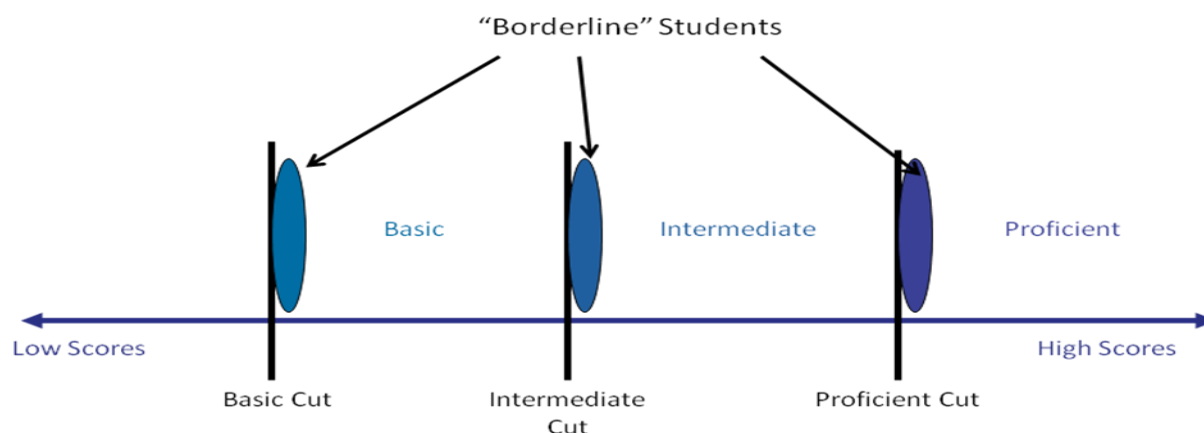 “Borderline” Students
Basic
Intermediate
Proficient
Low Scores
High Scores
Basic Cut
Intermediate
Cut
Proficient Cut